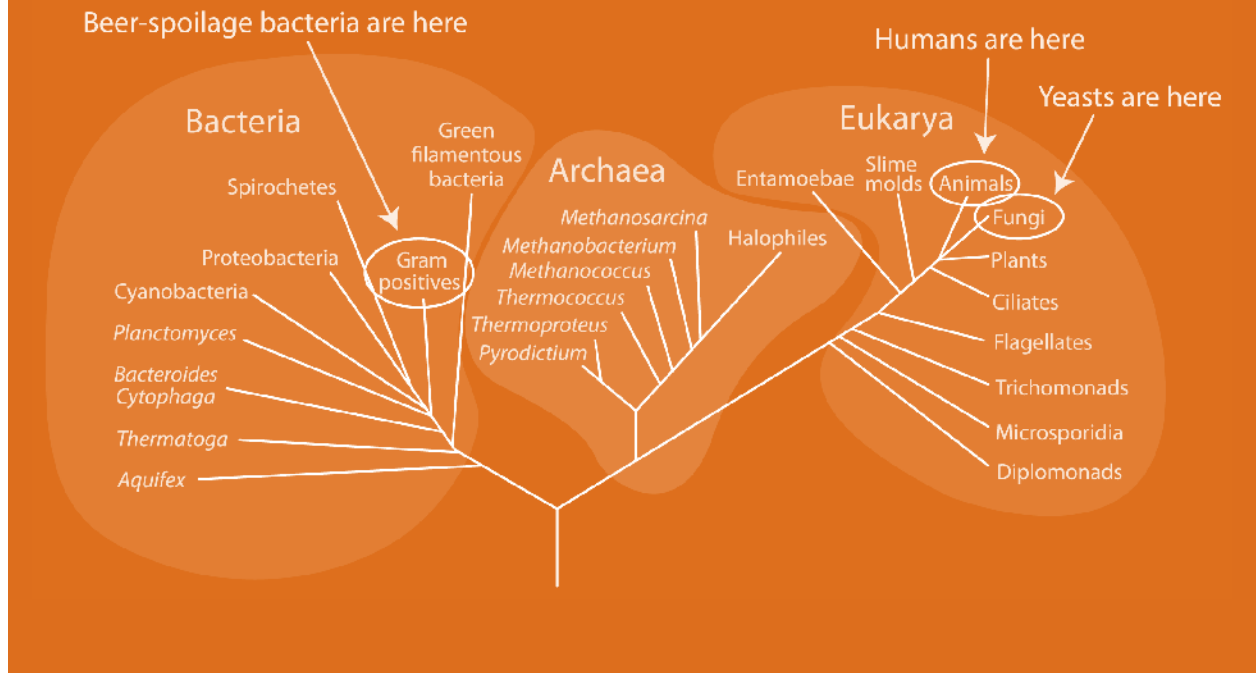 Beer-spoilage bacteria are here
Humans are here
Yeasts are here
Bacteria
Green
filamentous
bacteria
Spirochetes
Gram
positives
Proteobacteria
Cyanobacteria
Planctomyces
Bacteroides
Cytophaga
Thermatoga
Aquifex
Archaea
Methanosarcina
Methanobacterium
Methanococcus
Thermococcus
Thermoproteus
Pyrodictium
Halophiles
Eukarya
Entamoebae
Slime
molds
Animals
Fungi
Plants
Ciliates
Flagellates
Trichomonads
Microsporidia
Diplomonads